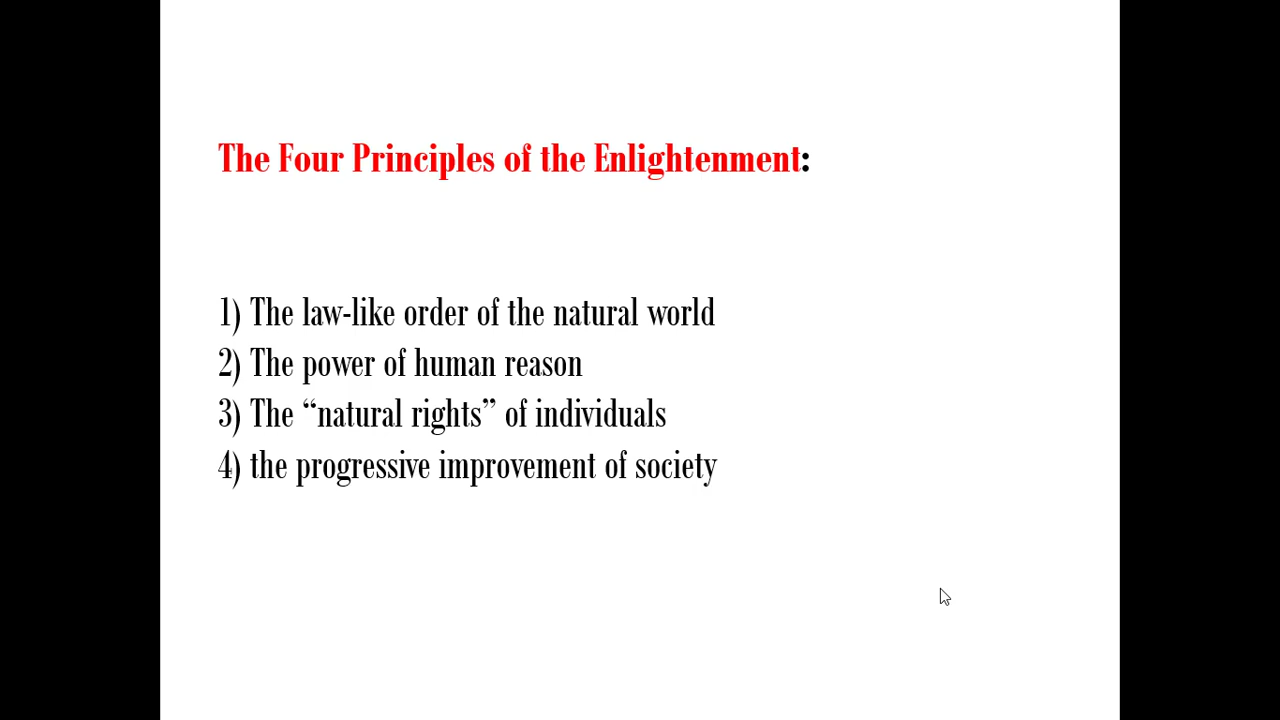 The Four Principles of the Enlightenment:
1) The law-like order of the natural world
2) The power of human reason
3) The “natural rights” of individuals
4) the progressive improvement of society